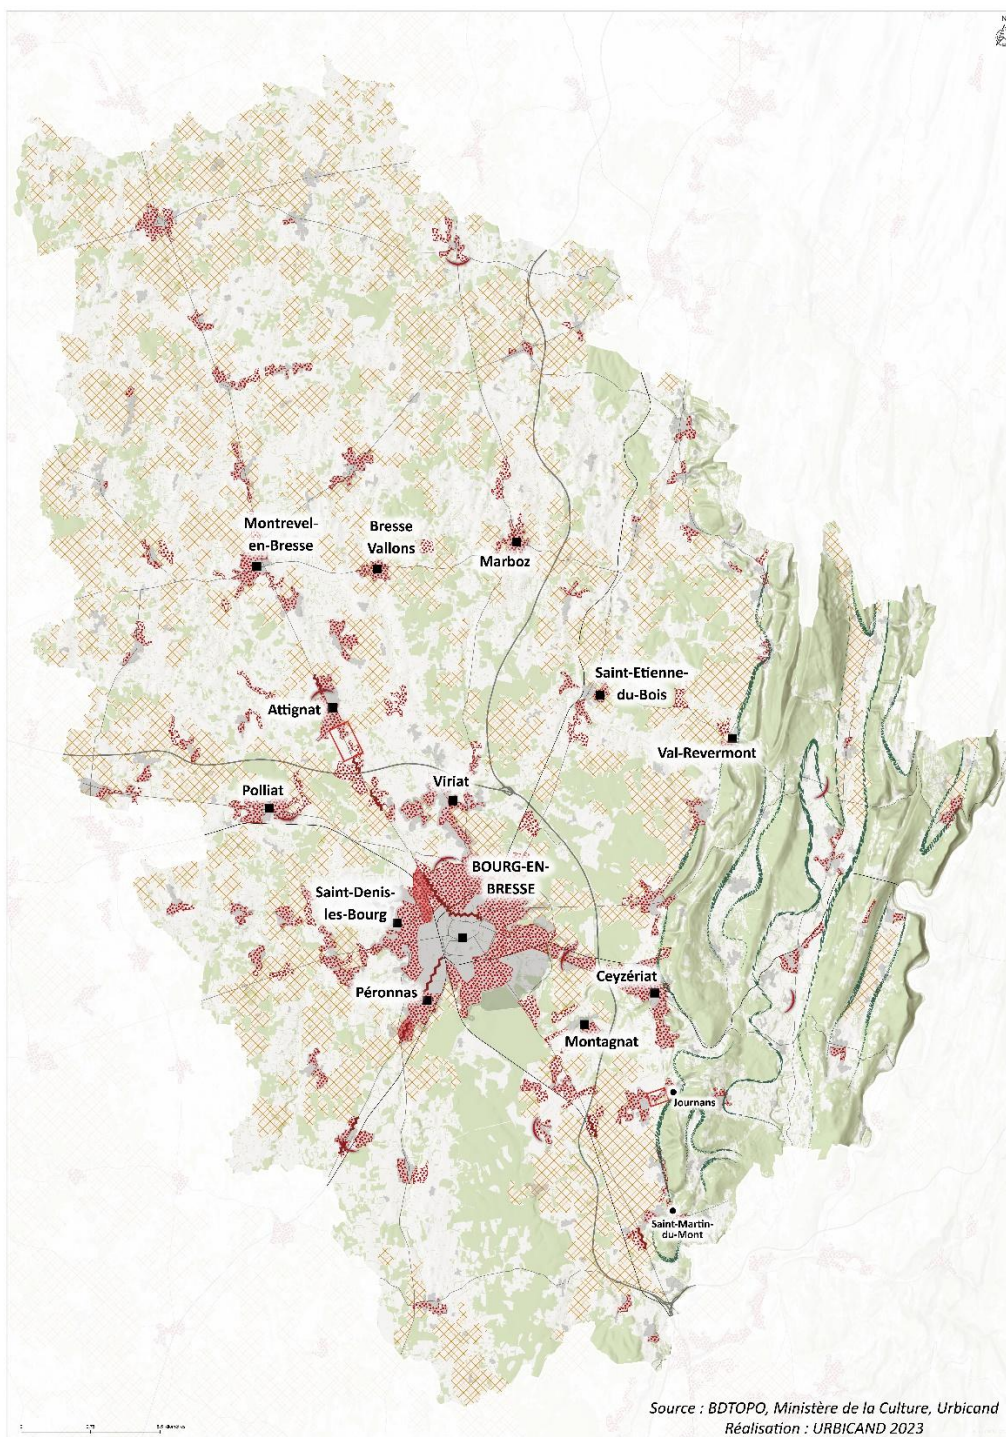 N
Montrevel-
en-Bresse
Bresse
Vallons
Marboz
Saint-Etienne-
du-Bois
Attignat
Val-Revermont
Viriat
Polliat
BOURG-EN-
BRESSE
Saint-Denis-
les-Bourg
Ceyzériat
Péronnas
Montagnat
Journans
Saint-Martin-
du-Mont
Source : BDTOPO, Ministère de la Culture, Urbicand
Réalisation : URBICAND 2023